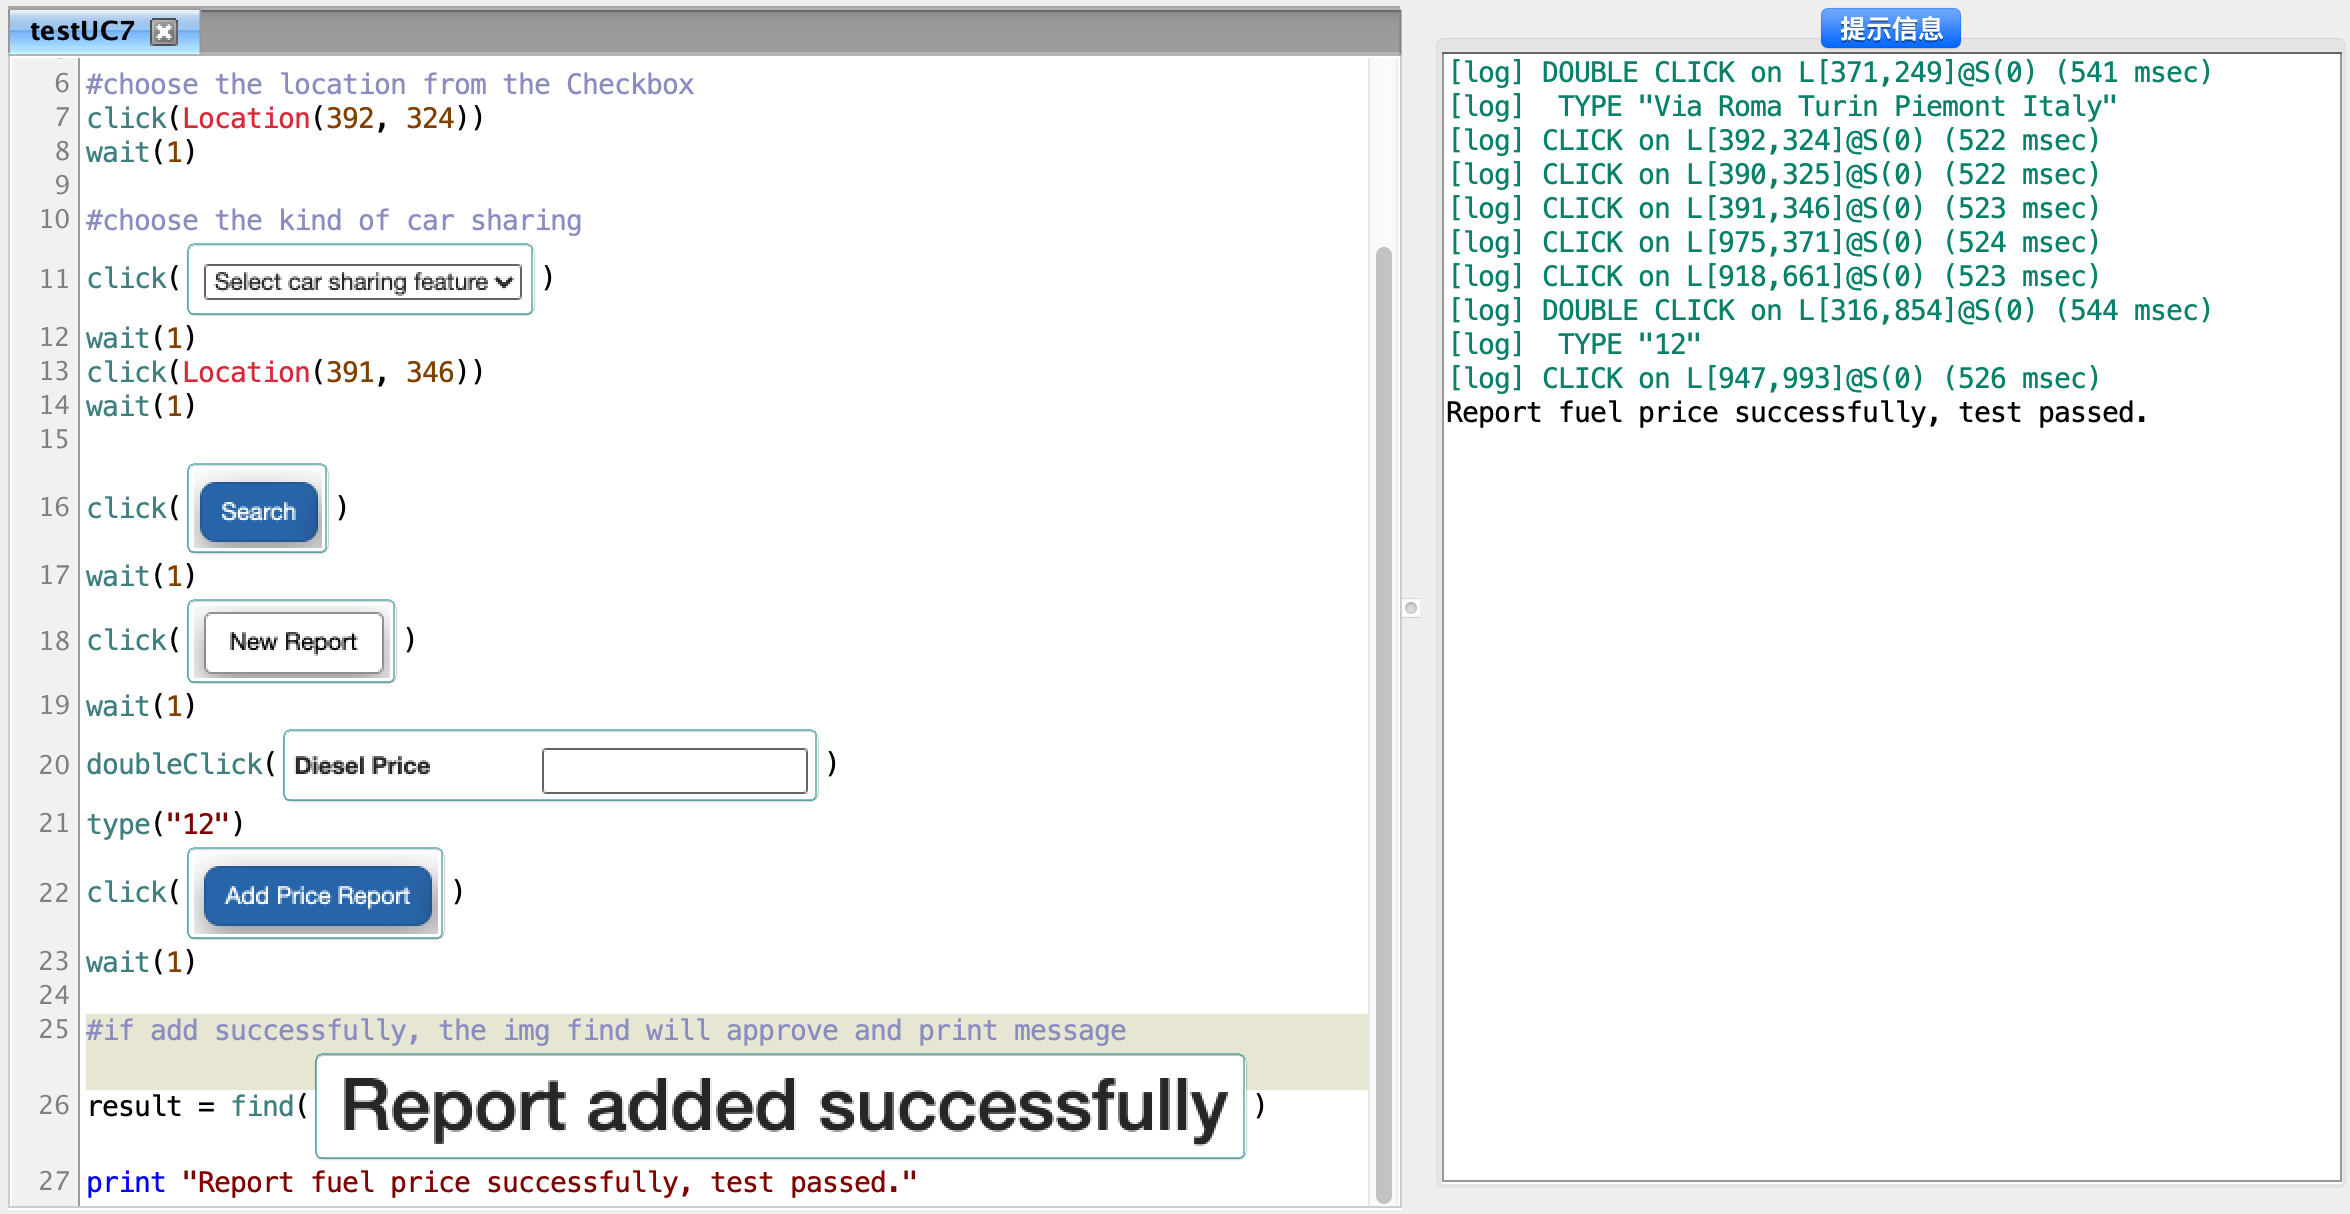 testUC7
6 #choose the location from the Checkbox
7 click(Location(392, 324))
8 wait(1)
9
10 #choose the kind of car sharing
11 click( Select car sharing feature )
12 wait(1)
13 click(Location(391, 346))
14 wait(1)
15
16 click( Search )
17 wait(1)
18 click( New Report )
19 wait(1)
20 doubleClick( Diesel Price )
21 type("12")
22 click( Add Price Report )
23 wait(1)
24
25 #if add successfully, the img find will approve and print message
26 result = find( Report added successfully )
27 print "Report fuel price successfully, test passed."
提示信息
[log] DOUBLE CLICK on L[371,249]@S(0) (541 msec)
[log]  TYPE "Via Roma Turin Piemont Italy"
[log] CLICK on L[392,324]@S(0) (522 msec)
[log] CLICK on L[390,325]@S(0) (522 msec)
[log] CLICK on L[391,346]@S(0) (523 msec)
[log] CLICK on L[975,371]@S(0) (524 msec)
[log] CLICK on L[918,661]@S(0) (523 msec)
[log] DOUBLE CLICK on L[316,854]@S(0) (544 msec)
[log]  TYPE "12"
[log] CLICK on L[947,993]@S(0) (526 msec)
Report fuel price successfully, test passed.